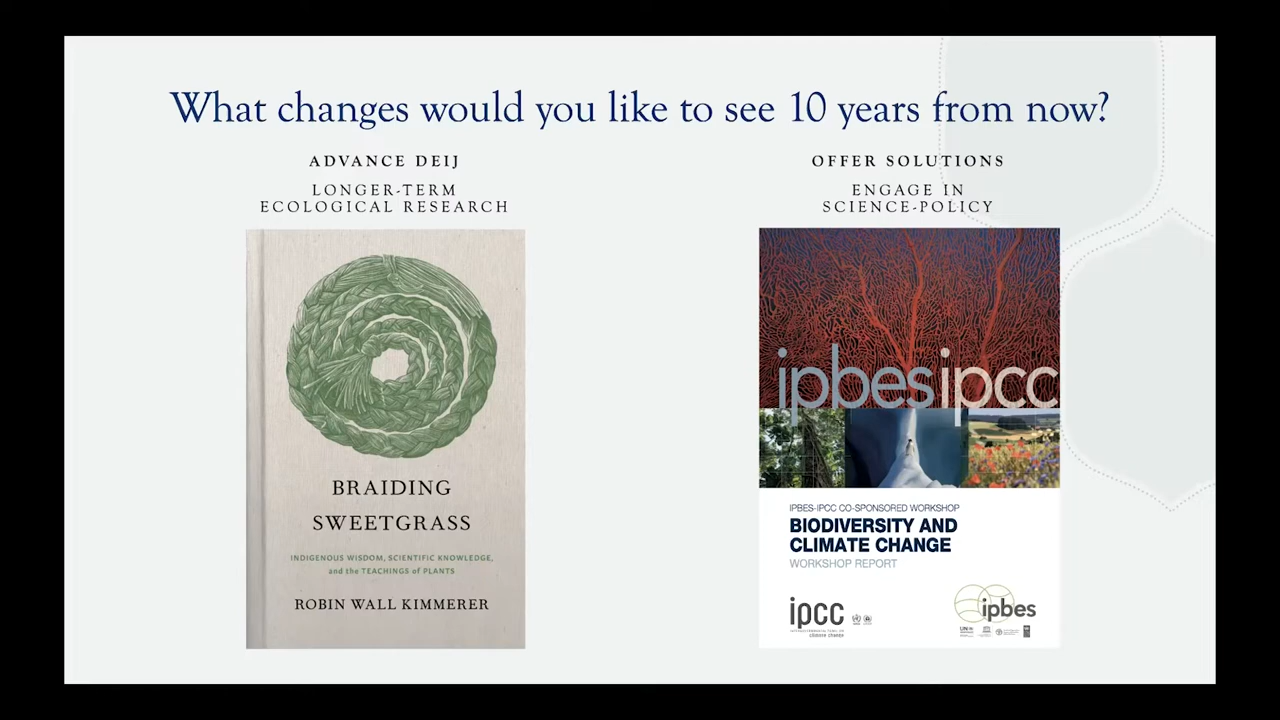 What changes would you like to see 10 years from now?
ADVANCE DEIJ
LONGER-TERM
ECOLOGICAL RESEARCH
BRAIDING
SWEETGRASS
INDIGENOUS WISDOM, SCIENTIFIC KNOWLEDGE,
and the TEACHINGS of PLANTS
ROBIN WALL KIMMERER
OFFER SOLUTIONS
ENGAGE IN
SCIENCE-POLICY
ipbesipcc
IPBES-IPCC CO-SPONSORED WORKSHOP
BIODIVERSITY AND
CLIMATE CHANGE
WORKSHOP REPORT
ipcc
climate change
ipbes